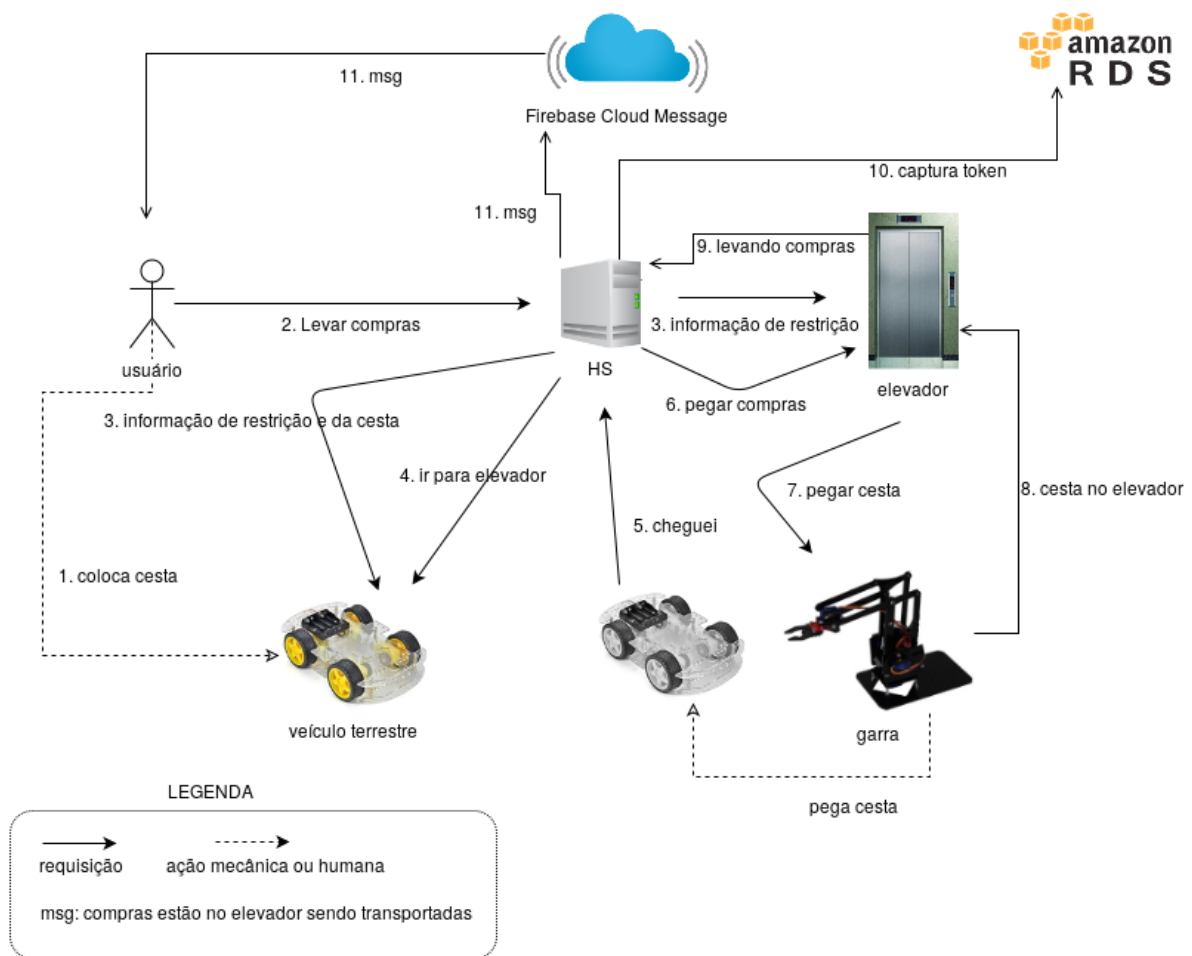 amazon
RDS
11. msg
Firebase Cloud Message
10. captura token
11. msg
9. levando compras
2. Levar compras
3. informação de restrição
usuário
HS
elevador
6. pegar compras
3. informação de restrição e da cesta
4. ir para elevador
7. pegar cesta
8. cesta no elevador
5. cheguei
1. coloca cesta
veículo terrestre
garra
LEGENDA
pega cesta
requisição
ação mecânica ou humana
msg: compras estão no elevador sendo transportadas